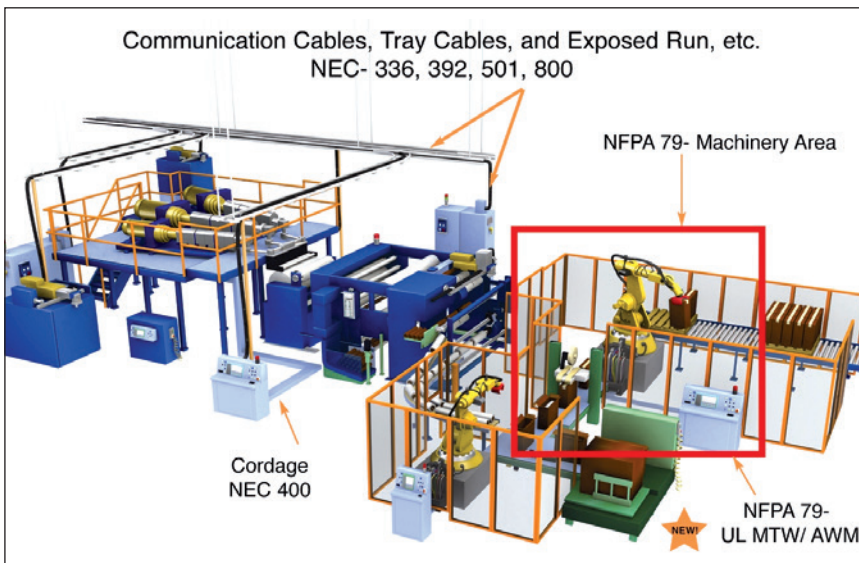 Communication Cables, Tray Cables, and Exposed Run, etc.
NEC- 336, 392, 501, 800
NFPA 79- Machinery Area
Cordage
NEC 400
NFPA 79-
UL MTW/ AWM
NEW!